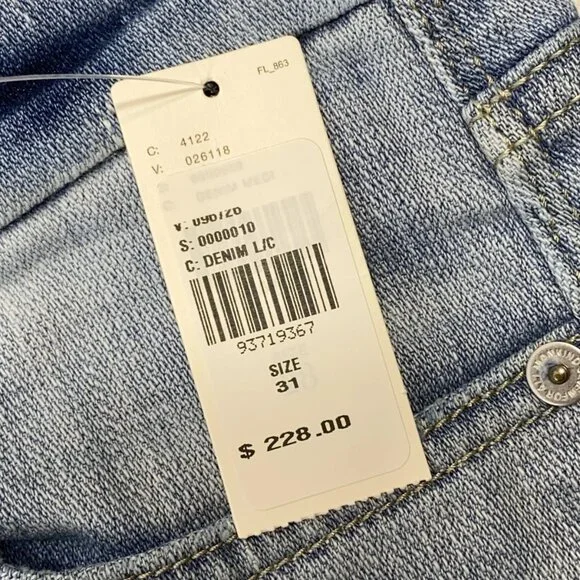 FL_863
C: 4122
V: 026118
V: 096726
S: 0000010
C: DENIM L/C
93719367
SIZE
31
$ 228.00